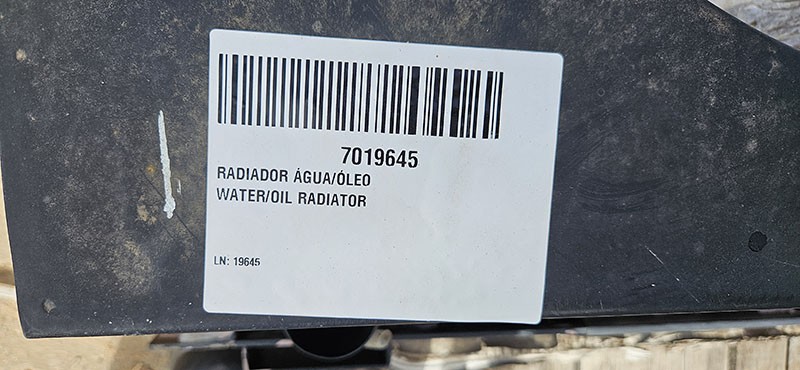 7019645
RADIADOR ÁGUA/ÓLEO
WATER/OIL RADIATOR
LN: 19645